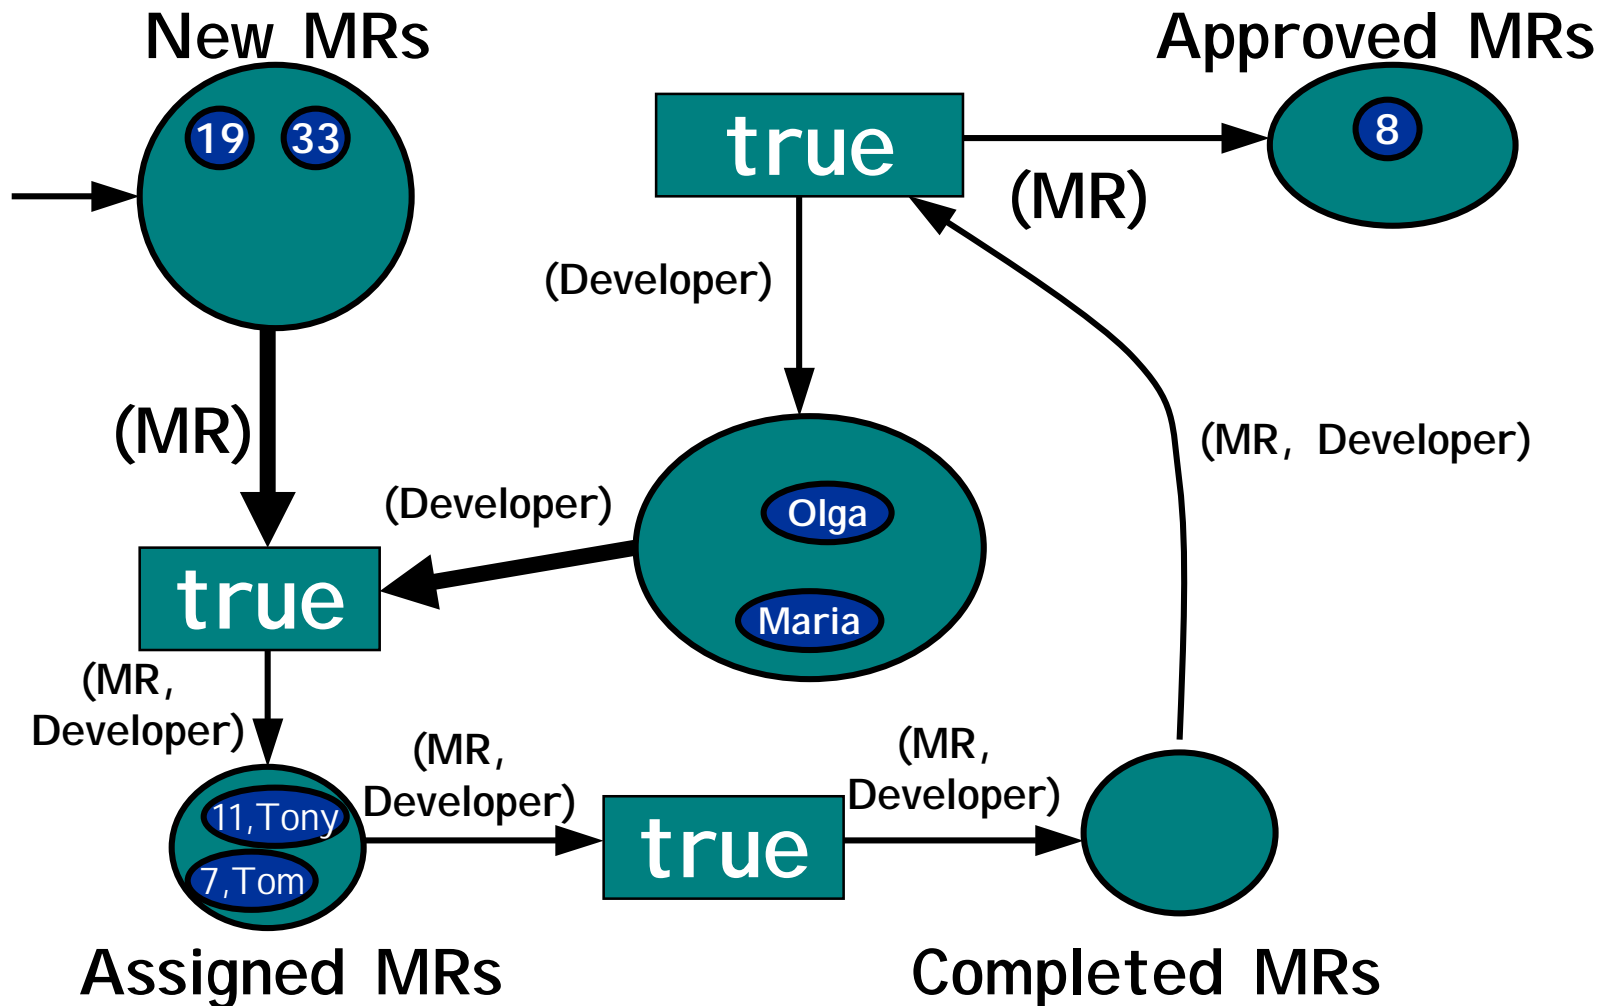 New MRs
Approved MRs
19
33
true
8
(MR)
(Developer)
(MR)
(MR, Developer)
(Developer)
Olga
true
Maria
(MR,
Developer)
(MR,
Developer)
(MR,
Developer)
11,Tony
7,Tom
true
Assigned MRs
Completed MRs